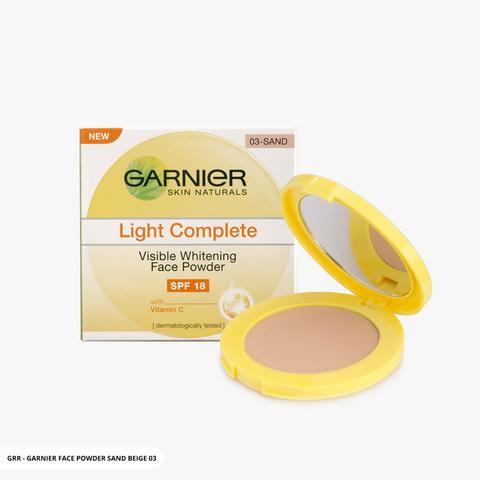 NEW
03-SAND
GARNIER
SKIN NATURALS
Light Complete
Visible Whitening
Face Powder
SPF 18
with
Vitamin C
[ dermatologically tested ]
GRR - GARNIER FACE POWDER SAND BEIGE 03